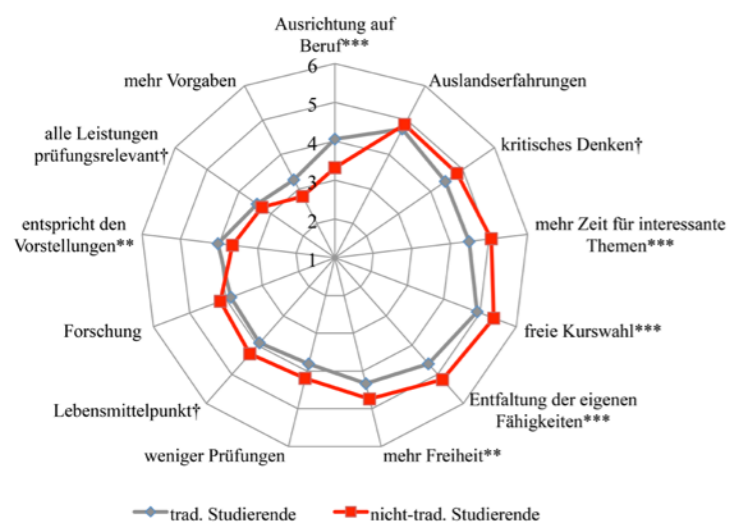 Ausrichtung auf
Beruf***
mehr Vorgaben
Auslandserfahrungen
alle Leistungen
prüfungsrelevant†
kritisches Denken†
entspricht den
Vorstellungen**
mehr Zeit für interessante
Themen***
Forschung
freie Kurswahl***
Lebensmittelpunkt†
Entfaltung der eigenen
Fähigkeiten***
weniger Prüfungen
mehr Freiheit**
6
5
4
3
2
1
trad. Studierende
nicht-trad. Studierende